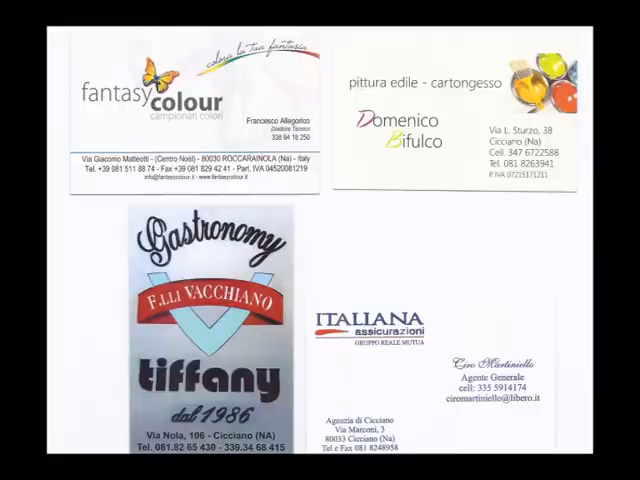 colora la tua fantasia
fantasy colour
campionari colori
Francesco Allegorico
Direttore Tecnico
338 94 18 250
Via Giacomo Matteotti - (Centro Noël) - 80030 ROCCARAINOLA (Na) - Italy
Tel. +39 081 511 88 74 - Fax +39 081 829 42 41 - Part. IVA 04520081219
info@fantasycolour.it - www.fantasycolour.it
pittura edile - cartongesso
Domenico
Bifulco
Via L. Sturzo, 38
Cicciano (Na)
Cell. 347 6722588
Tel. 081 8263941
P. IVA 07215171211
Gastronomy
F.LLI VACCHIANO
tiffany
dal 1986
Via Nola, 106 - Cicciano (NA)
Tel. 081.82 65 430 - 339.34 68 415
ITALIANA
assicurazioni
GRUPPO REALE MUTUA
Ciro Martiniello
Agente Generale
cell: 335 5914174
ciromartiniello@libero.it
Agenzia di Cicciano
Via Marconi, 3
80033 Cicciano (Na)
Tel e Fax 081 8248958